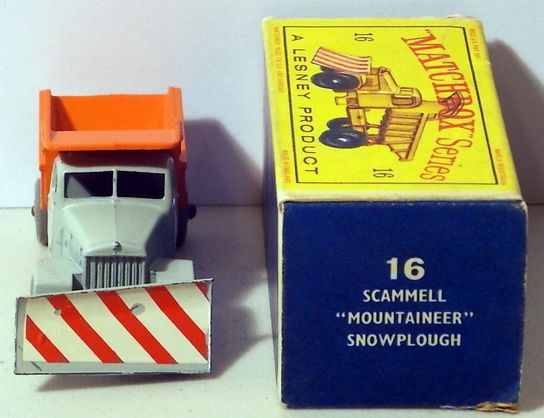 "MATCHBOX" Series
16
A LESNEY PRODUCT
16
16
SCAMMELL
"MOUNTAINEER"
SNOWPLOUGH